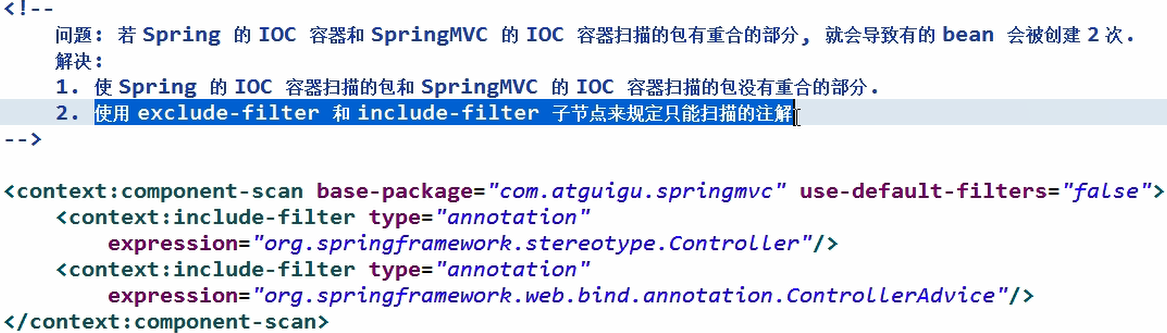 <!--
问题: 若 Spring 的 IOC 容器和 SpringMVC 的 IOC 容器扫描的包有重合的部分, 就会导致有的 bean 会被创建 2 次.
解决:
1. 使 Spring 的 IOC 容器扫描的包和 SpringMVC 的 IOC 容器扫描的包没有重合的部分.
2. 使用 exclude-filter 和 include-filter 子节点来规定只能扫描的注解
-->
<context:component-scan base-package="com.atguigu.springmvc" use-default-filters="false">
<context:include-filter type="annotation"
expression="org.springframework.stereotype.Controller"/>
<context:include-filter type="annotation"
expression="org.springframework.web.bind.annotation.ControllerAdvice"/>
</context:component-scan>